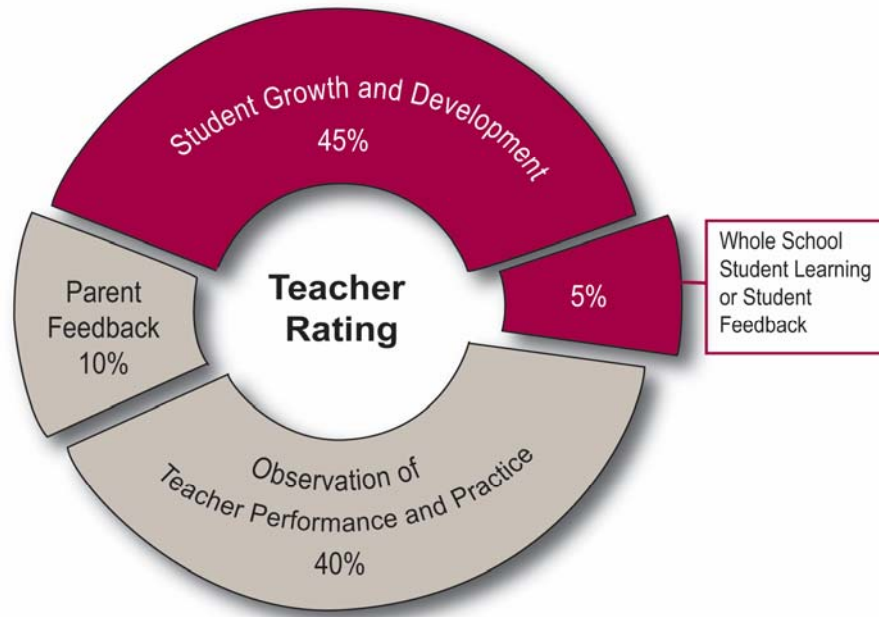 Student Growth and Development
45%
Parent
Feedback
10%
Teacher
Rating
5%
Whole School
Student Learning
or Student
Feedback
Observation of
Teacher Performance and Practice
40%